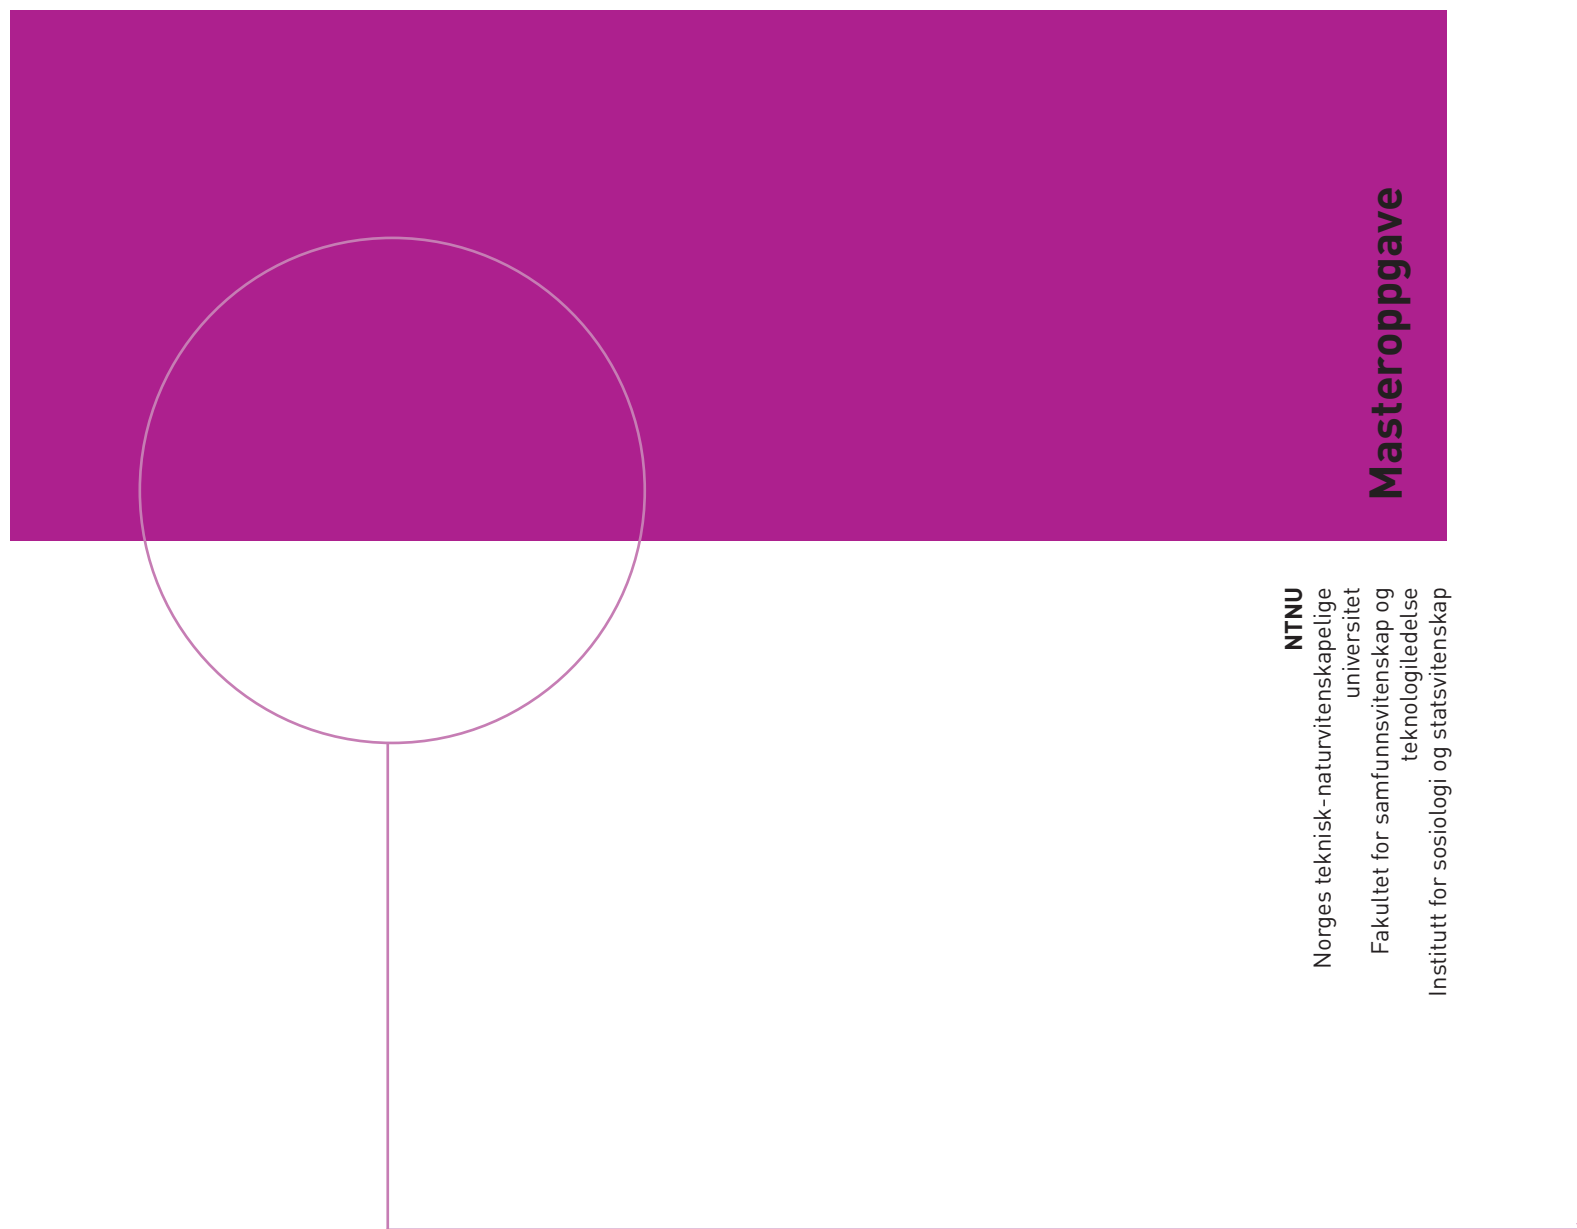 Masteroppgave
NTNU
Norges teknisk-naturvitenskapelige
universitet
Fakultet for samfunnsvitenskap og
teknologiledelse
Institutt for sosiologi og statsvitenskap